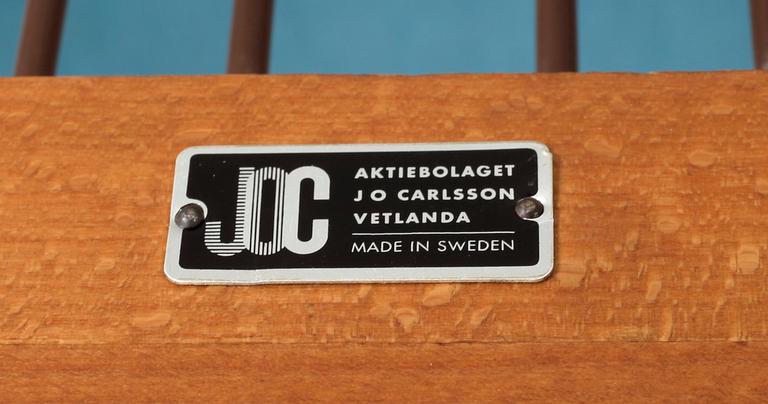 JOC
AKTIEBOLAGET
J O CARLSSON
VETLANDA
MADE IN SWEDEN